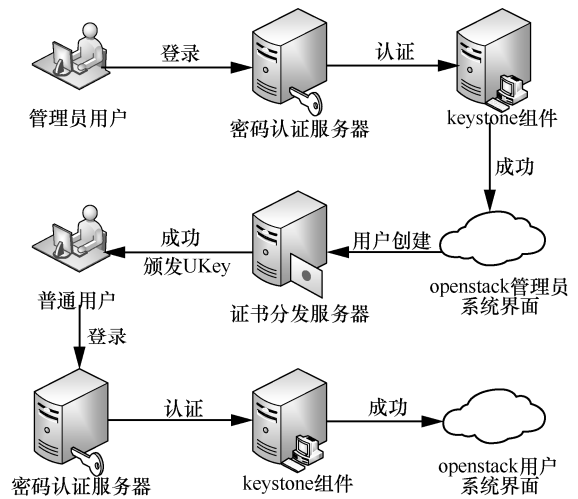 登录
认证
管理员用户
密码认证服务器
keystone组件
成功
成功
颁发UKey
用户创建
普通用户
证书分发服务器
openstack管理员
系统界面
登录
认证
成功
密码认证服务器
keystone组件
openstack用户
系统界面